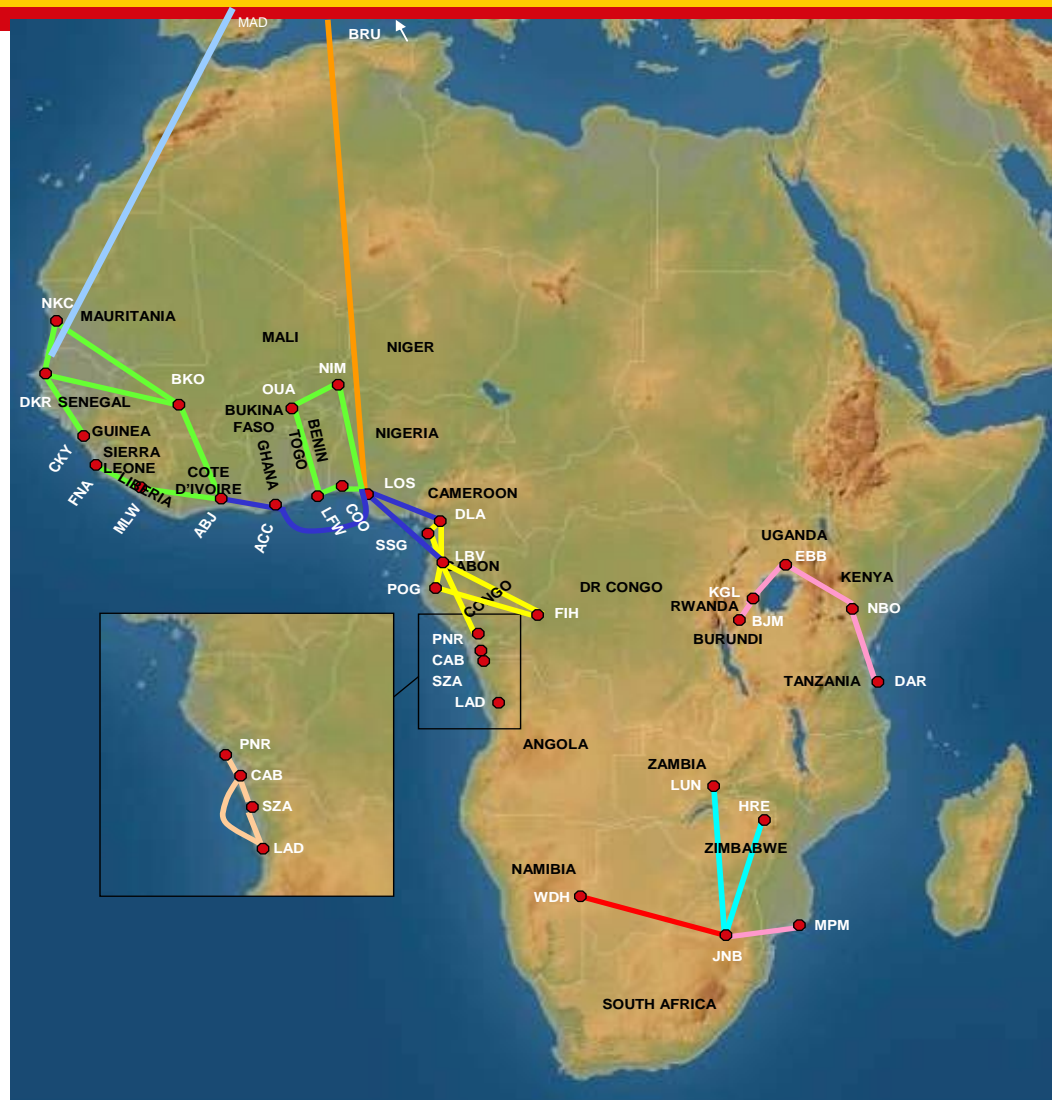 MAD
BRU
NKC
MAURITANIA
MALI
NIGER
NIM
BKO
OUA
DKR SENEGAL
BUKINA
FASO
BENIN
TOGO
GHANA
NIGERIA
GUINEA
CKY
SIERRA
LEONE
FNA
LIBERIA
MLW
COTE
D'IVOIRE
ABJ
ACC
LFW
COO
LOS
CAMEROON
DLA
SSG
LBV
ABON
POG
CONGO
FIH
DR CONGO
UGANDA
EBB
KENYA
KGL
RWANDA
BJM
BURUNDI
NBO
TANZANIA
DAR
PNR
CAB
SZA
LAD
ANGOLA
PNR
CAB
SZA
LAD
ZAMBIA
LUN
HRE
ZIMBABWE
NAMIBIA
WDH
MPM
JNB
SOUTH AFRICA